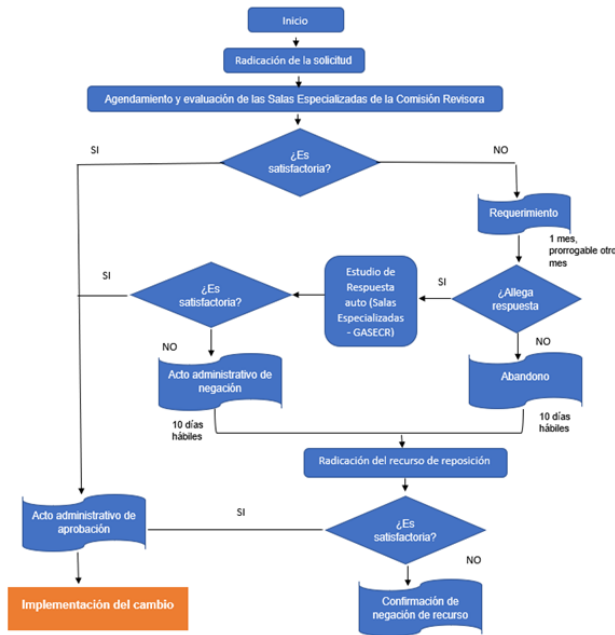 Inicio
Radicación de la solicitud
Agendamiento y evaluación de las Salas Especializadas de la Comisión Revisora
SI
¿Es
satisfactoria?
NO
Requerimiento
1 mes,
prorrogable otro
mes
SI
¿Es
satisfactoria?
Estudio de
Respuesta
auto (Salas
Especializadas
- GASECR)
SI
¿Allega
respuesta
NO
Acto administrativo de
negación
NO
Abandono
10 días
hábiles
10 días
hábiles
Radicación del recurso de reposición
Acto administrativo de
aprobación
SI
¿Es
satisfactoria?
NO
Implementación del cambio
Confirmación de
negación de recurso